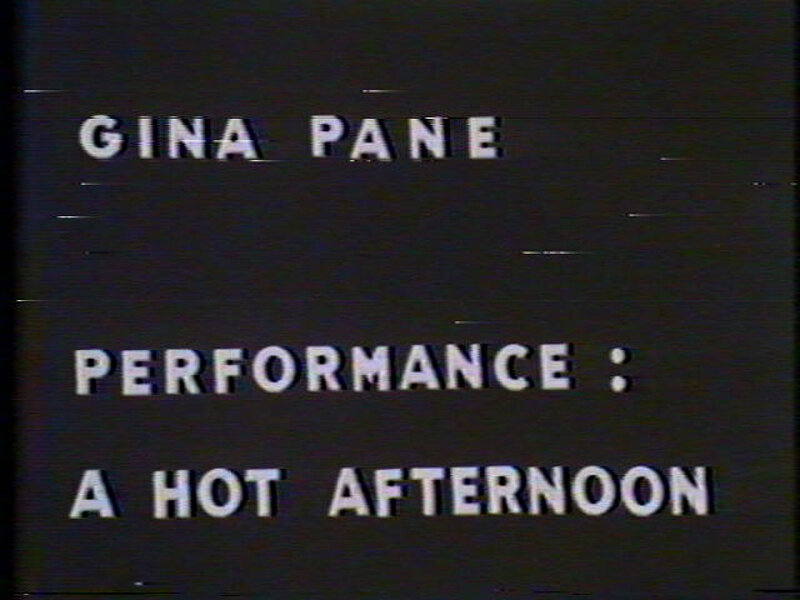 GINA PANE
PERFORMANCE :
A HOT AFTERNOON